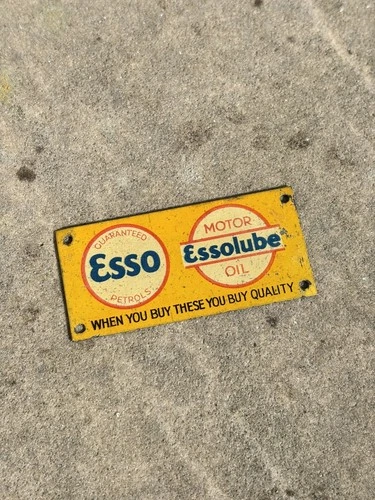 GUARANTEED
Esso
PETROLS
MOTOR
Essolube
OIL
WHEN YOU BUY THESE YOU BUY QUALITY